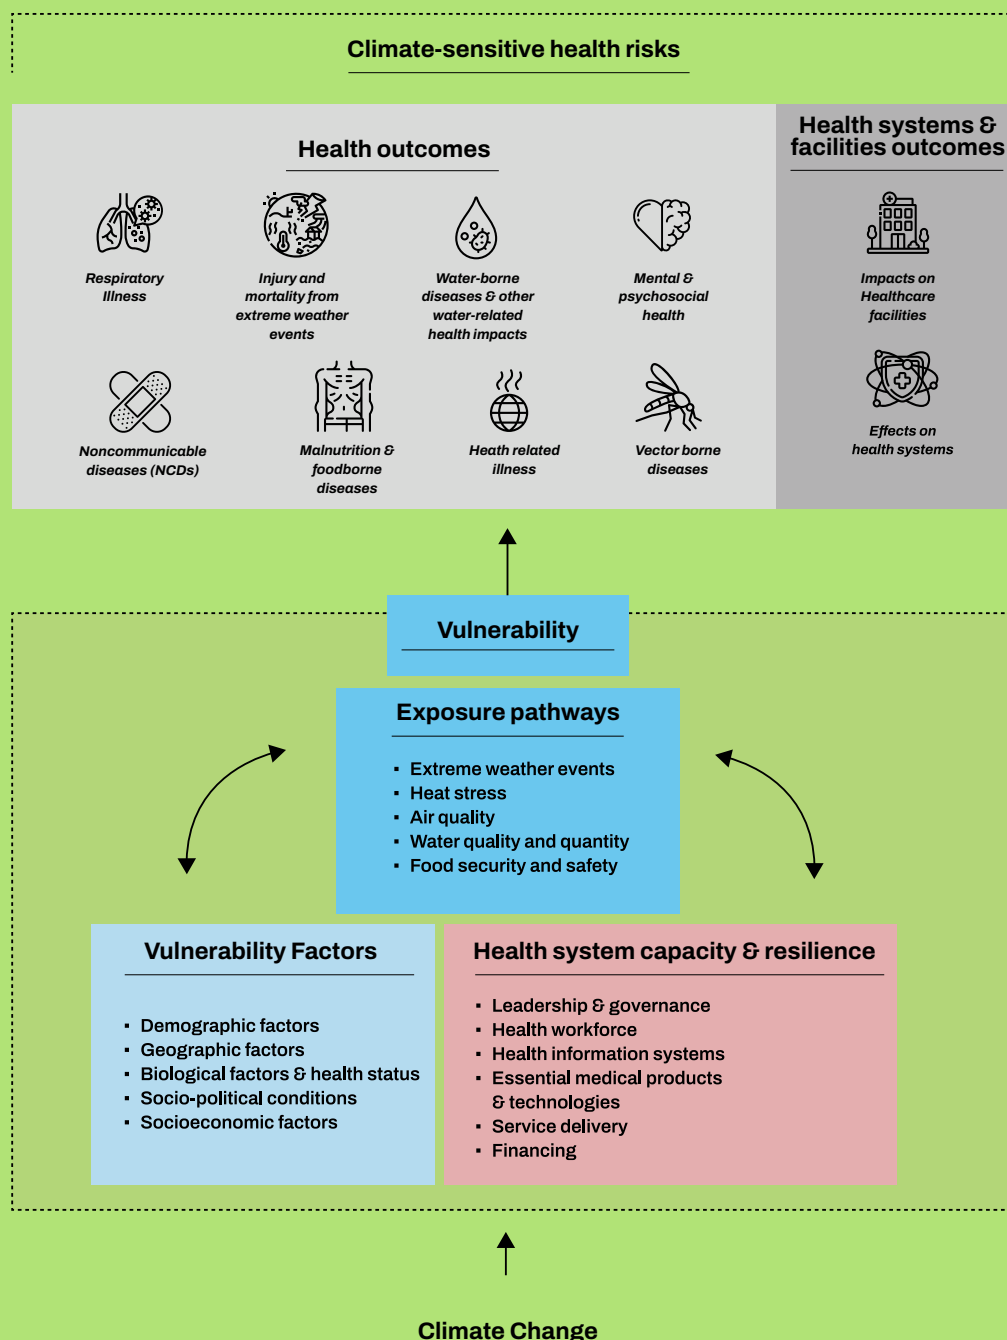 Climate-sensitive health risks
Health outcomes
Health systems &
facilities outcomes
Respiratory
Illness
Injury and
mortality from
extreme weather
events
Water-borne
diseases & other
water-related
health impacts
Mental &
psychosocial
health
Impacts on
Healthcare
facilities
Noncommunicable
diseases (NCDs)
Malnutrition &
foodborne
diseases
Heath related
illness
Vector borne
diseases
Effects on
health systems
Vulnerability
Exposure pathways
▪ Extreme weather events
▪ Heat stress
▪ Air quality
▪ Water quality and quantity
▪ Food security and safety
Vulnerability Factors
▪ Demographic factors
▪ Geographic factors
▪ Biological factors & health status
▪ Socio-political conditions
▪ Socioeconomic factors
Health system capacity & resilience
▪ Leadership & governance
▪ Health workforce
▪ Health information systems
▪ Essential medical products
& technologies
▪ Service delivery
▪ Financing
Climate Change